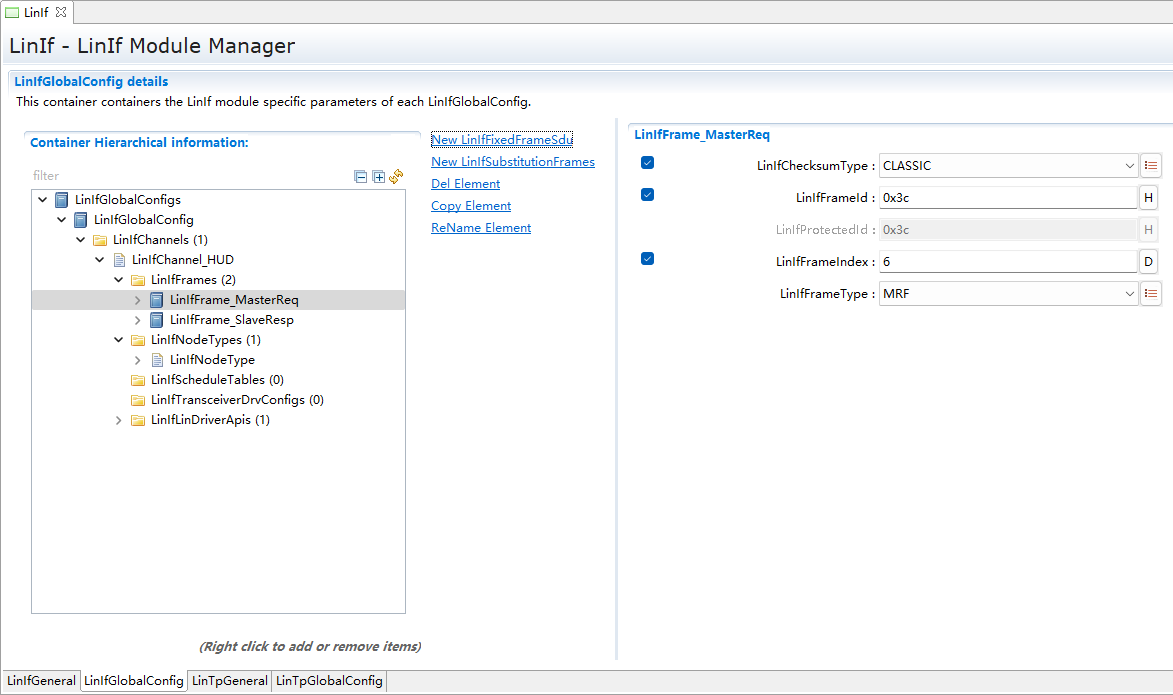 LinIf
LinIf - LinIf Module Manager
LinIfGlobalConfig details
This container containers the LinIf module specific parameters of each LinIfGlobalConfig.
Container Hierarchical information:
filter
LinIfGlobalConfigs
LinIfGlobalConfig
LinIfChannels (1)
LinIfChannel_HUD
LinIfFrames (2)
LinIfFrame_MasterReq
LinIfFrame_SlaveResp
LinIfNodeTypes (1)
LinIfNodeType
LinIfScheduleTables (0)
LinIfTransceiverDrvConfigs (0)
LinIfLinDriverApis (1)
(Right click to add or remove items)
New LinIfFixedFrameSdu
New LinIfSubstitutionFrames
Del Element
Copy Element
ReName Element
LinIfFrame_MasterReq
LinIfChecksumType : CLASSIC
LinIfFrameId : 0x3c H
LinIfProtectedId : 0x3c H
LinIfFrameIndex : 6 D
LinIfFrameType : MRF
LinIfGeneral LinIfGlobalConfig LinTpGeneral LinTpGlobalConfig